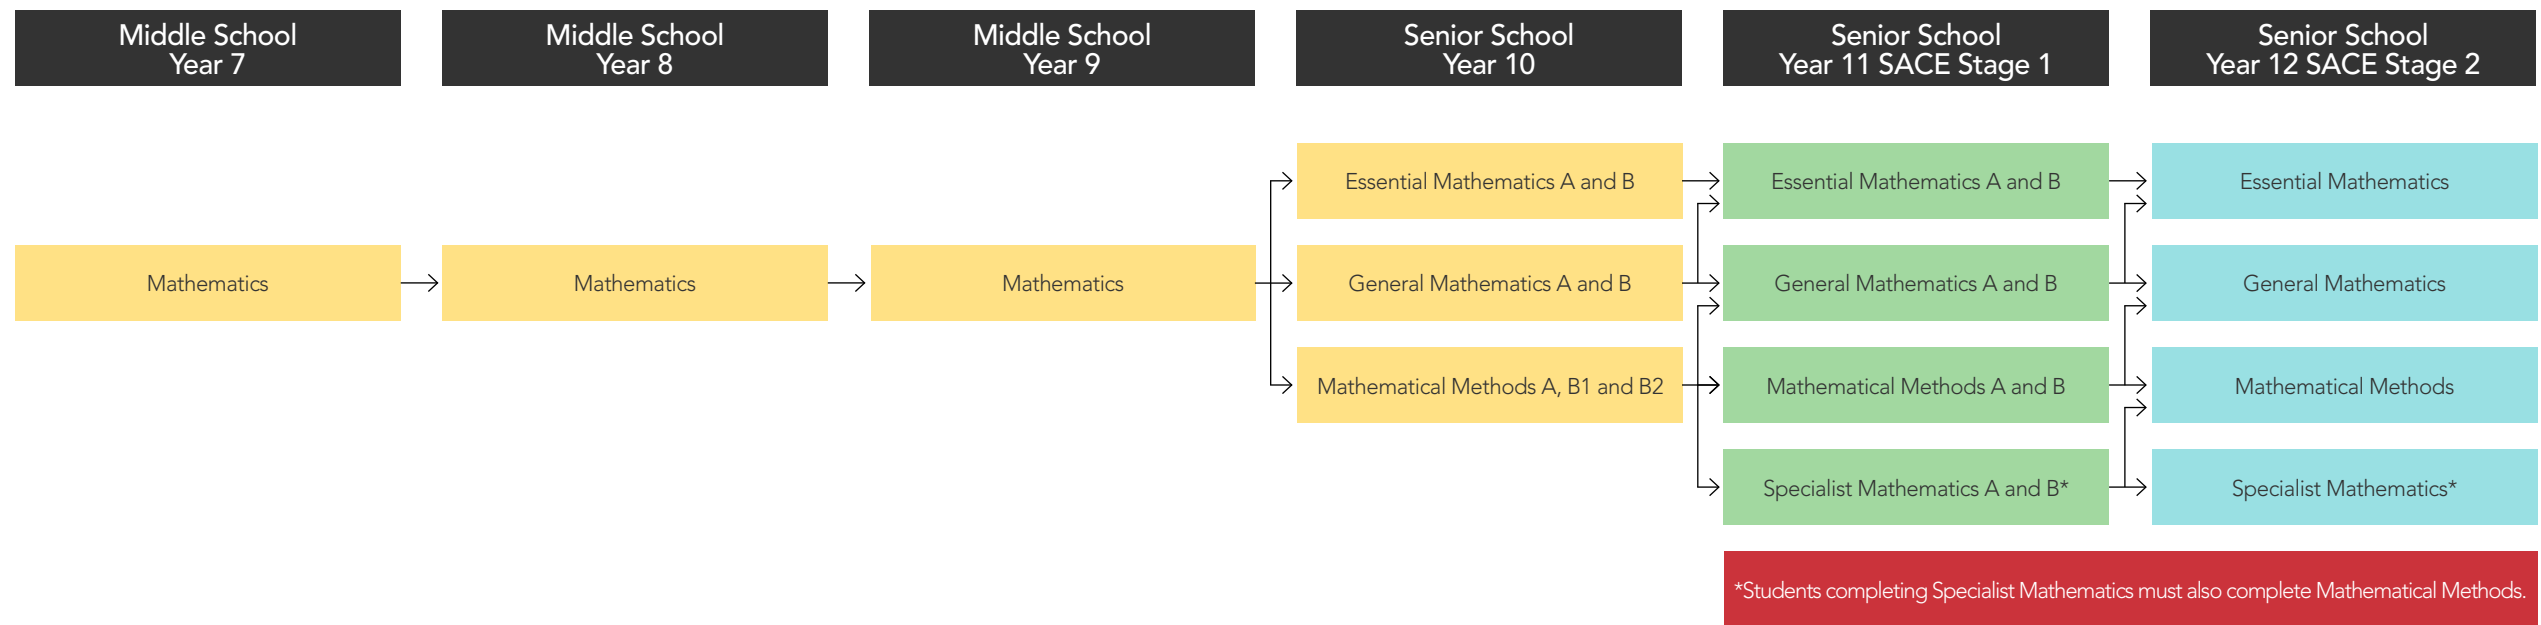 Middle School
Year 7
Middle School
Year 8
Middle School
Year 9
Senior School
Year 10
Senior School
Year 11 SACE Stage 1
Senior School
Year 12 SACE Stage 2
Essential Mathematics A and B
Essential Mathematics A and B
Essential Mathematics
Mathematics
Mathematics
Mathematics
General Mathematics A and B
General Mathematics A and B
General Mathematics
Mathematical Methods A, B1 and B2
Mathematical Methods A and B
Mathematical Methods
Specialist Mathematics A and B*
Specialist Mathematics*
*Students completing Specialist Mathematics must also complete Mathematical Methods.